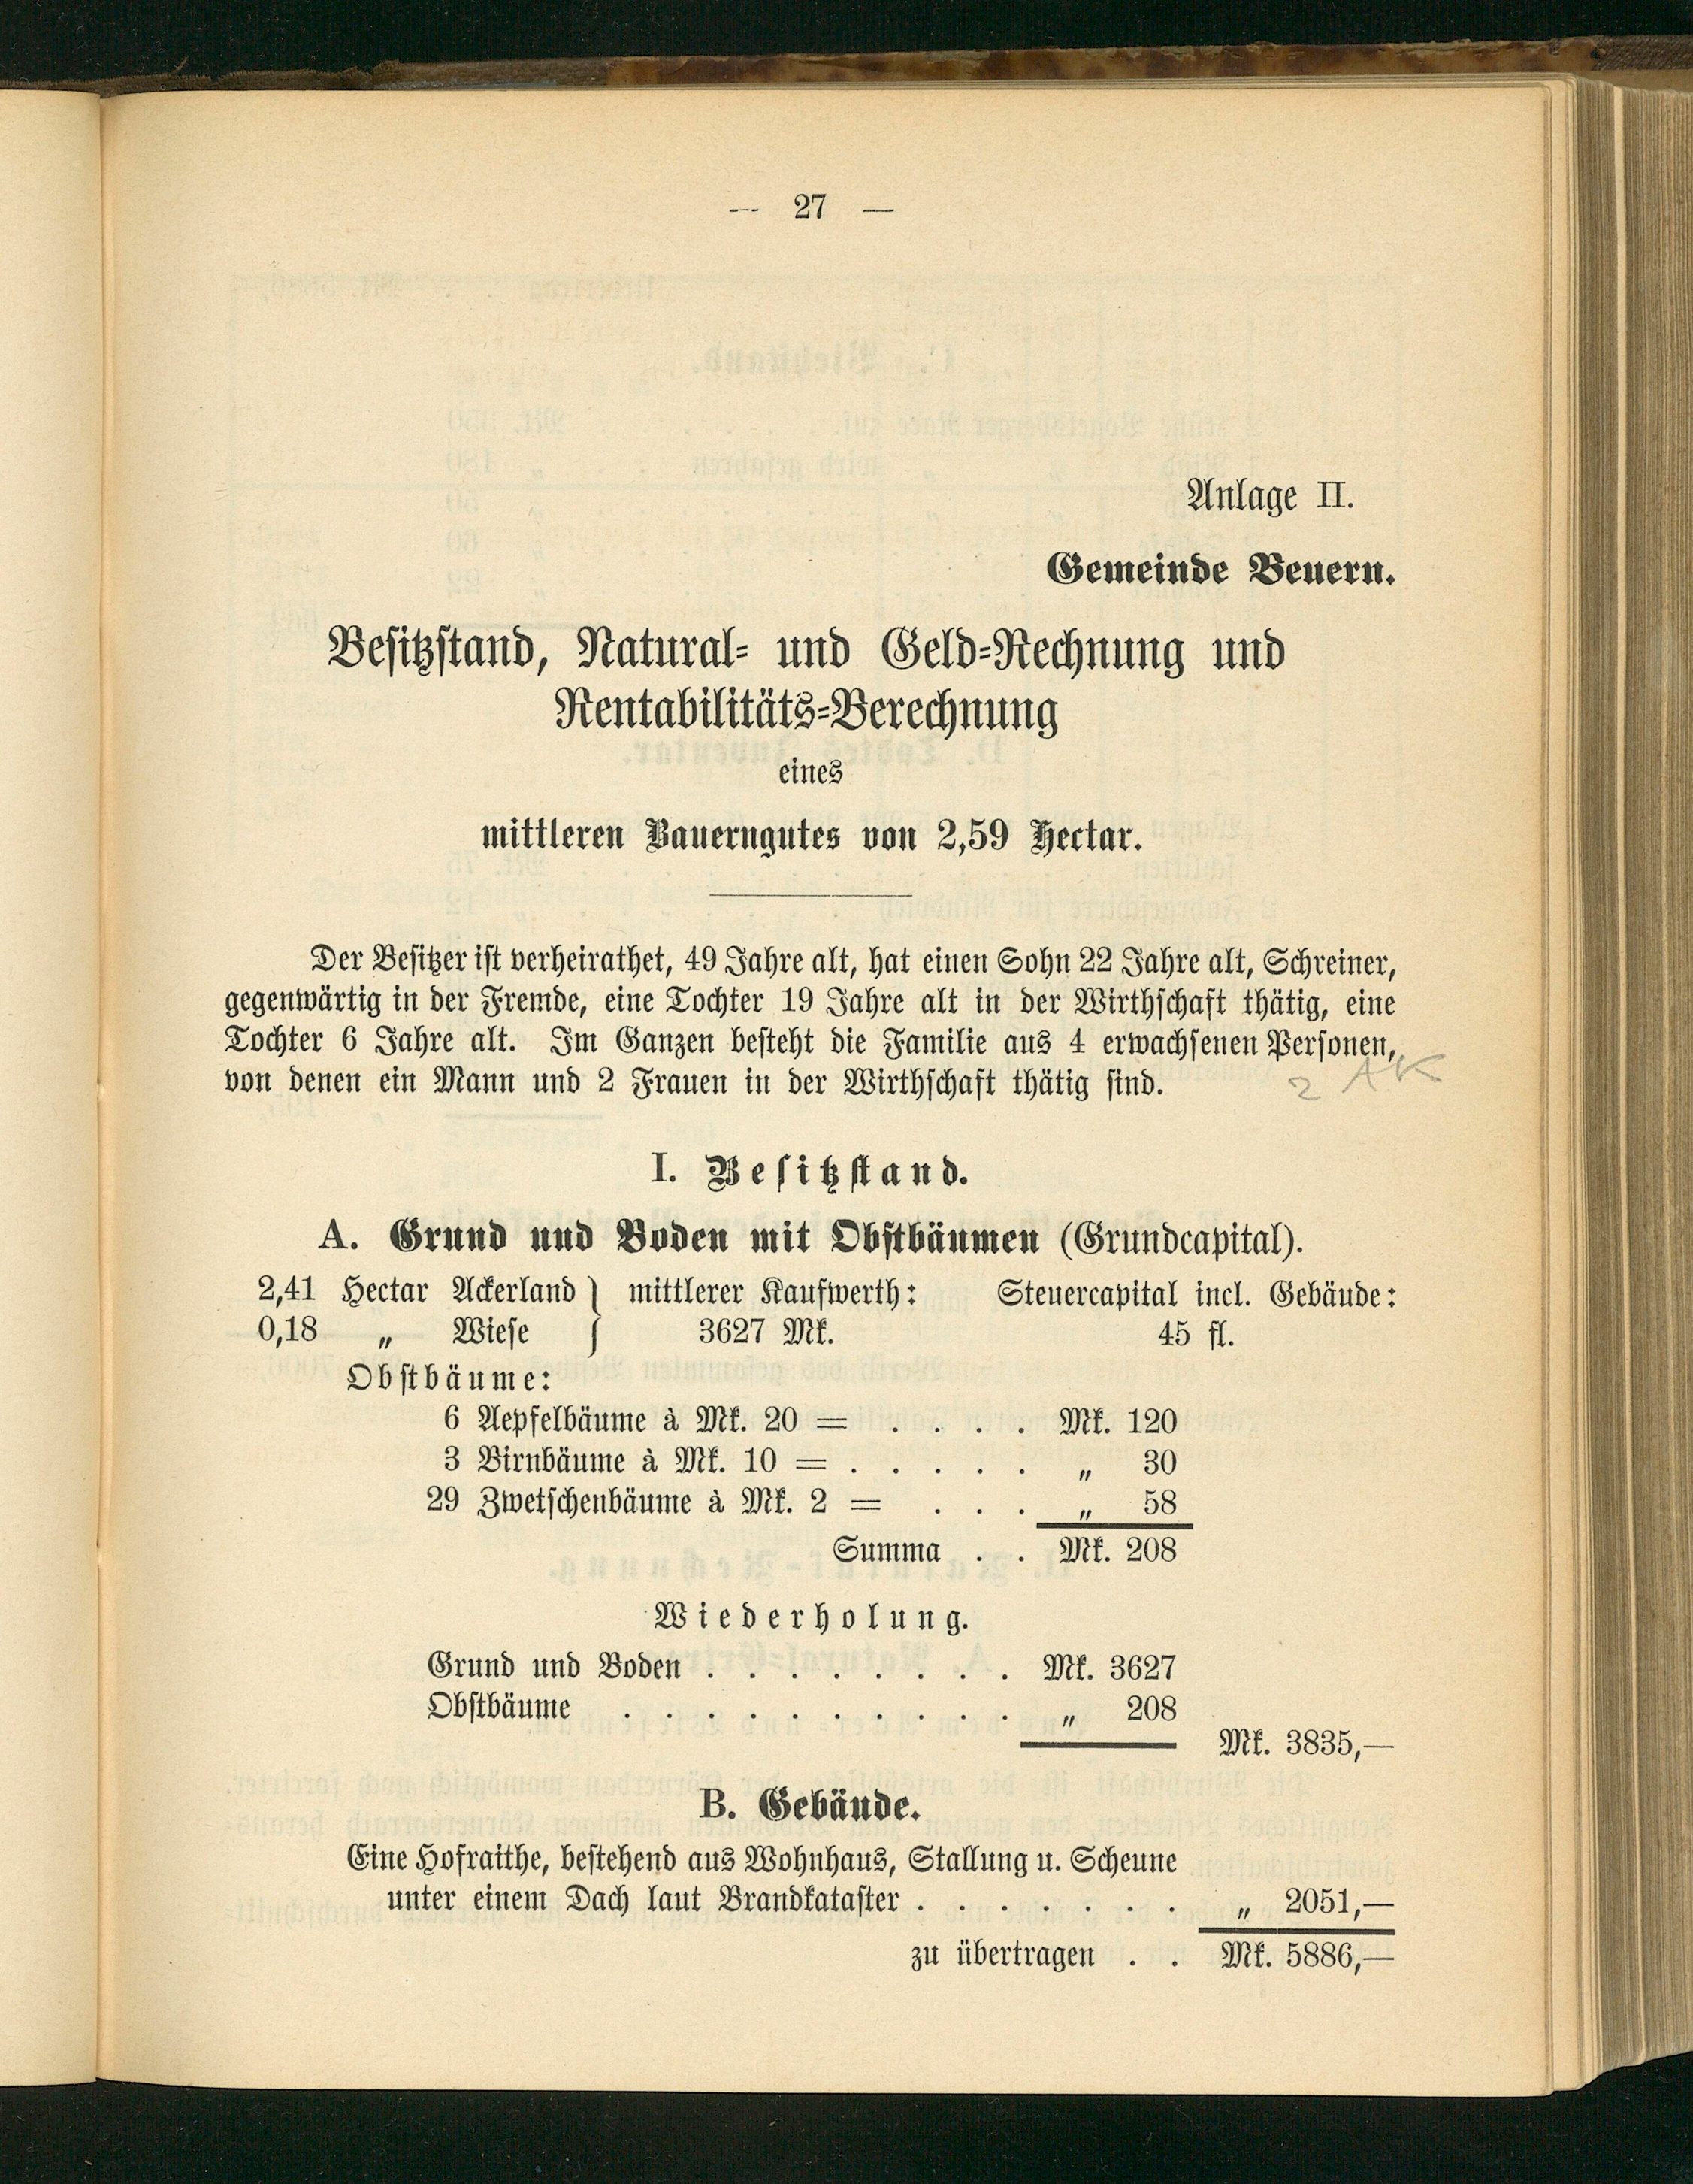 — 27 —
Anlage II.
Gemeinde Beuern.
Besitzstand, Natural- und Geld-Rechnung und
Rentabilitäts-Berechnung
eines
mittleren Bauerngutes von 2,59 Hectar.
Der Besitzer ist verheirathet, 49 Jahre alt, hat einen Sohn 22 Jahre alt, Schreiner,
gegenwärtig in der Fremde, eine Tochter 19 Jahre alt in der Wirthschaft thätig, eine
Tochter 6 Jahre alt. Im Ganzen besteht die Familie aus 4 erwachsenen Personen,
von denen ein Mann und 2 Frauen in der Wirthschaft thätig sind.
2 AK
I. Besitzstand.
A. Grund und Boden mit Obstbäumen (Grundcapital).
2,41 Hectar Ackerland } mittlerer Kaufwerth: Steuercapital incl. Gebäude:
0,18 „ Wiese } 3627 Mk. 45 fl.
Obstbäume:
6 Aepfelbäume à Mk. 20 = . . . . Mk. 120
3 Birnbäume à Mk. 10 = . . . . . „ 30
29 Zwetschenbäume à Mk. 2 = . . . „ 58
Summa . . Mk. 208
Wiederholung.
Grund und Boden . . . . . . . . Mk. 3627
Obstbäume . . . . . . . . . . „ 208
Mk. 3835,—
B. Gebäude.
Eine Hofraithe, bestehend aus Wohnhaus, Stallung u. Scheune
unter einem Dach laut Brandkataster . . . . . . . „ 2051,—
zu übertragen . . Mk. 5886,—